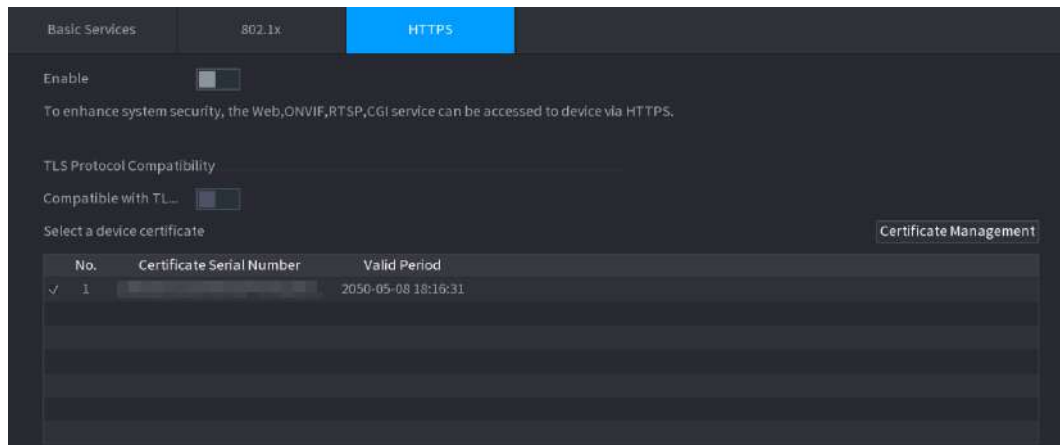 Basic Services 802.1x HTTPS
Enable
To enhance system security, the Web,ONVIF,RTSP,CGI service can be accessed to device via HTTPS.
TLS Protocol Compatibility
Compatible with TL...
Select a device certificate Certificate Management
No. Certificate Serial Number Valid Period
1 2050-05-08 18:16:31